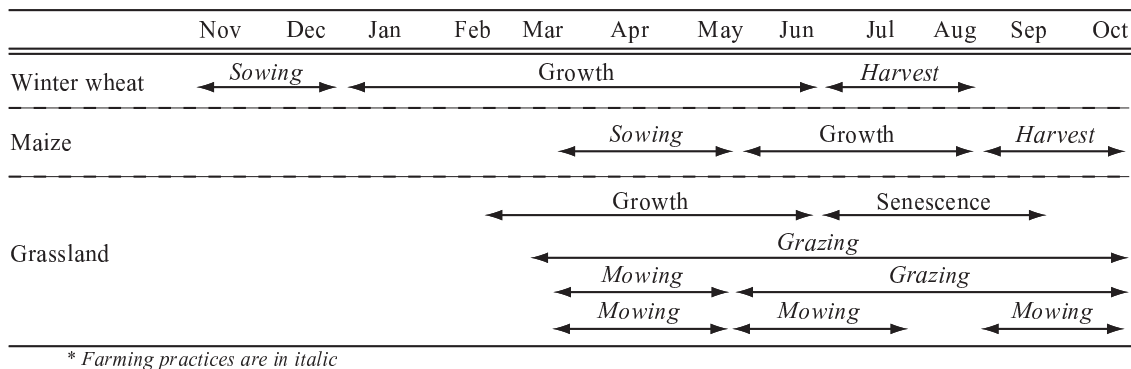 Nov Dec Jan Feb Mar Apr May Jun Jul Aug Sep Oct
Winter wheat Sowing Growth Harvest
Maize Sowing Growth Harvest
Growth Senescence
Grassland Grazing
Mowing Grazing
Mowing Mowing Mowing
* Farming practices are in italic